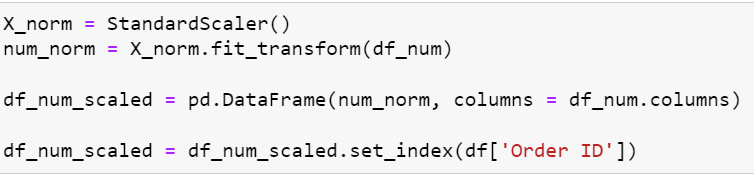 X_norm = StandardScaler()
num_norm = X_norm.fit_transform(df_num)
df_num_scaled = pd.DataFrame(num_norm, columns = df_num.columns)
df_num_scaled = df_num_scaled.set_index(df['Order ID'])